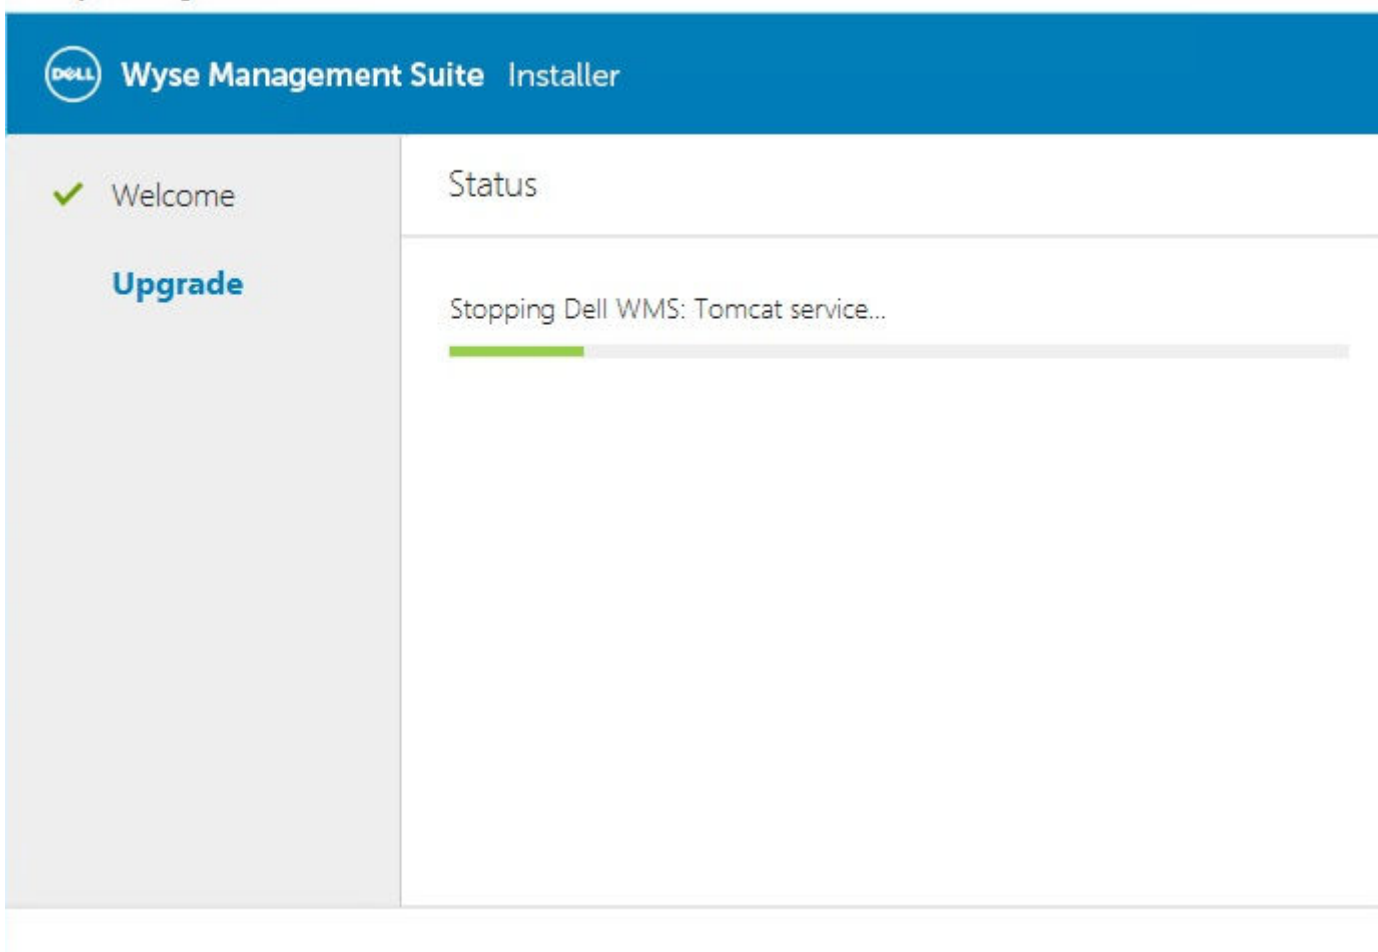 DELL Wyse Management Suite Installer
Welcome
Status
Upgrade
Stopping Dell WMS: Tomcat service...